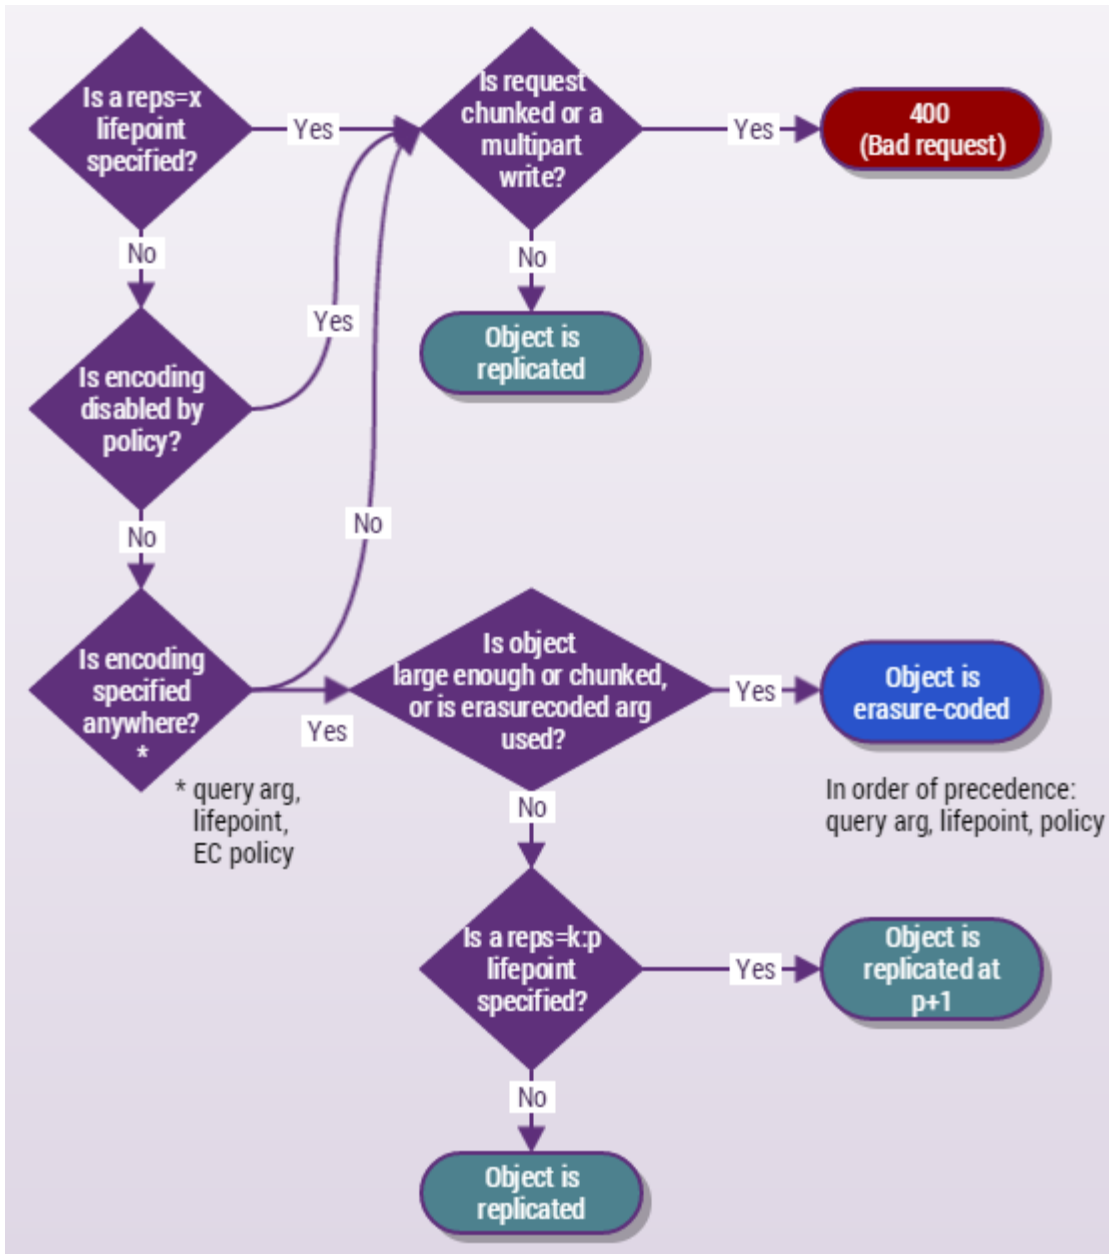 Is a reps=x
lifepoint
specified?
Yes
Is request
chunked or a
multipart
write?
Yes
400
(Bad request)
No
No
Object is
replicated
Yes
Is encoding
disabled by
policy?
No
No
Is encoding
specified
anywhere?
*
Yes
* query arg,
lifepoint,
EC policy
Is object
large enough or chunked,
or is erasurecoded arg
used?
Yes
Object is
erasure-coded
In order of precedence:
query arg, lifepoint, policy
No
Is a reps=k:p
lifepoint
specified?
Yes
Object is
replicated at
p+1
No
Object is
replicated